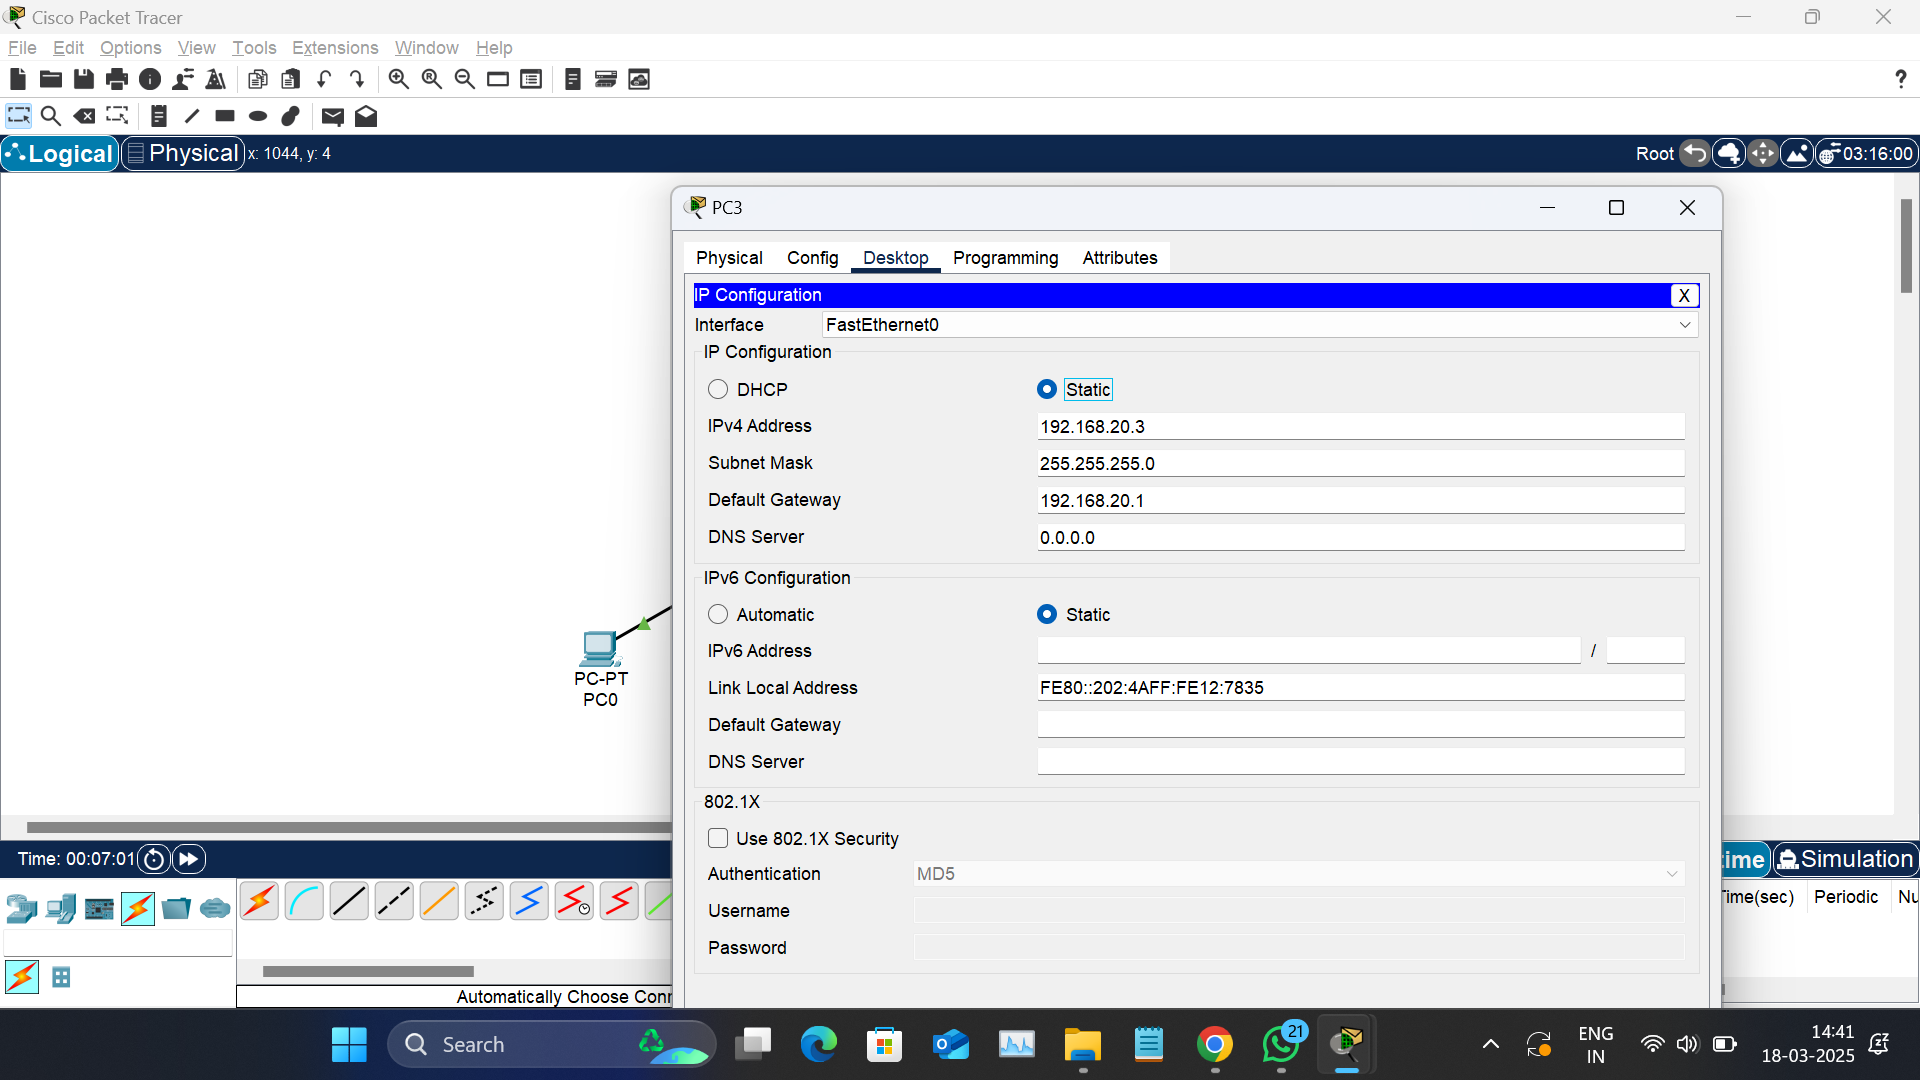 Cisco Packet Tracer
File Edit Options View Tools Extensions Window Help
?
Logical Physical x: 1044, y: 4 Root 03:16:00
PC3
Physical Config Desktop Programming Attributes
IP Configuration X
Interface FastEthernet0
IP Configuration
DHCP Static
IPv4 Address 192.168.20.3
Subnet Mask 255.255.255.0
Default Gateway 192.168.20.1
DNS Server 0.0.0.0
IPv6 Configuration
Automatic Static
IPv6 Address /
Link Local Address FE80::202:4AFF:FE12:7835
Default Gateway
DNS Server
PC-PT
PC0
802.1X
Use 802.1X Security
Authentication MD5
Username
Password
Time: 00:07:01 ime Simulation
Time(sec) Periodic Nu
Automatically Choose Conn
Search 21 ENG IN 14:41 18-03-2025